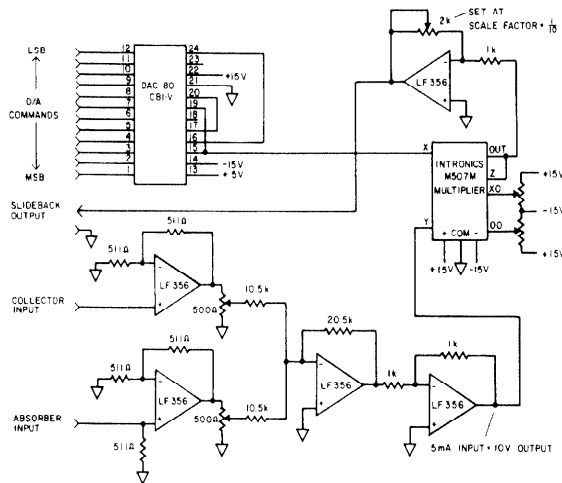 SET AT
SCALE FACTOR ÷ 1/10
2k
1k
LF 356
LSB
D/A
COMMANDS
MSB
12
11
10
9
8
7
6
5
4
3
2
1
DAC 80
CBI-V
24
23
22
21
20
19
18
17
16
15
14
13
+15V
-15V
+5V
X
OUT
Z
XO
OO
Y
INTRONICS
M507M
MULTIPLIER
+ COM -
+15V
-15V
+15V
-15V
+15V
SLIDEBACK
OUTPUT
511Ω
511Ω
LF 356
500Ω
10.5k
COLLECTOR
INPUT
511Ω
511Ω
LF 356
500Ω
10.5k
ABSORBER
INPUT
511Ω
20.5k
LF 356
1k
1k
LF 356
5mA INPUT = 10V OUTPUT